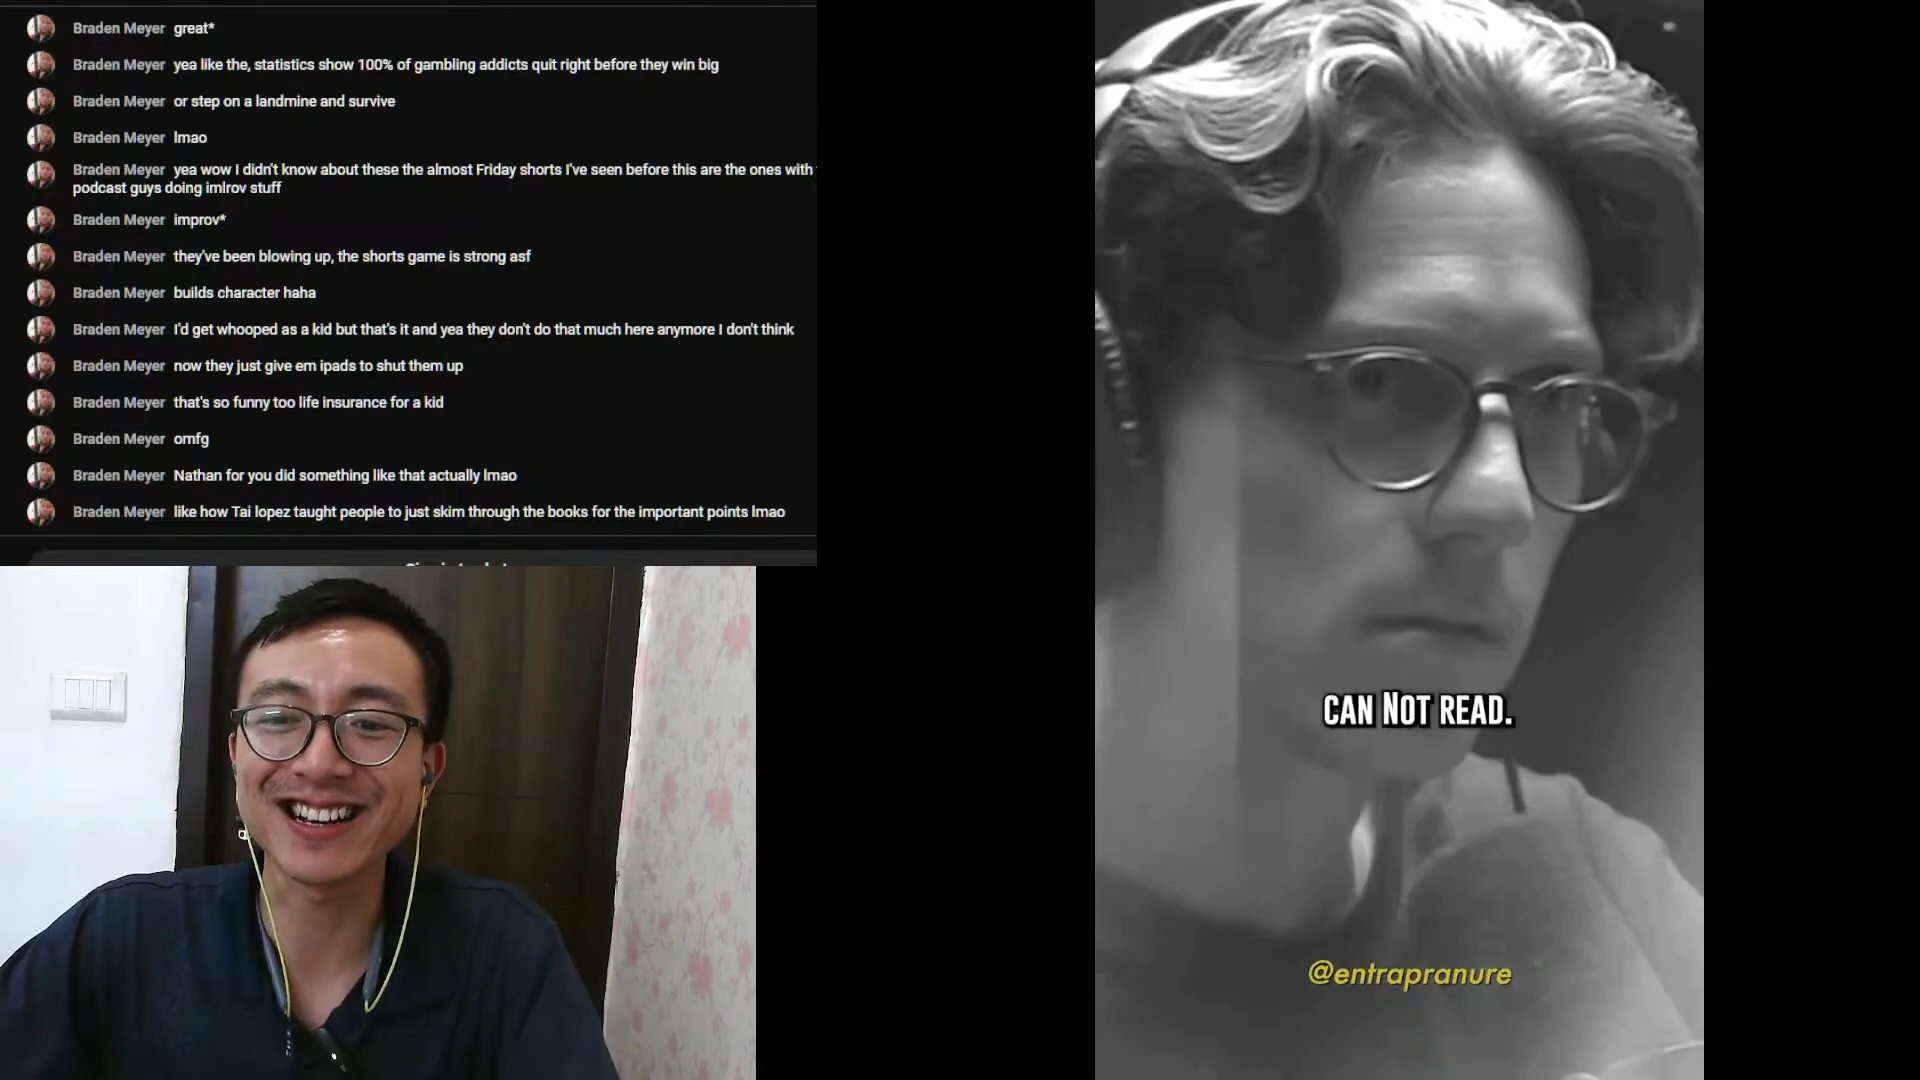 Braden Meyer great*
Braden Meyer yea like the, statistics show 100% of gambling addicts quit right before they win big
Braden Meyer or step on a landmine and survive
Braden Meyer lmao
Braden Meyer yea wow I didn't know about these the almost Friday shorts I've seen before this are the ones with
podcast guys doing imlrov stuff
Braden Meyer improv*
Braden Meyer they've been blowing up, the shorts game is strong asf
Braden Meyer builds character haha
Braden Meyer I'd get whooped as a kid but that's it and yea they don't do that much here anymore I don't think
Braden Meyer now they just give em ipads to shut them up
Braden Meyer that's so funny too life insurance for a kid
Braden Meyer omfg
Braden Meyer Nathan for you did something like that actually lmao
Braden Meyer like how Tai lopez taught people to just skim through the books for the important points lmao
CAN NOT READ.
@entrapranure